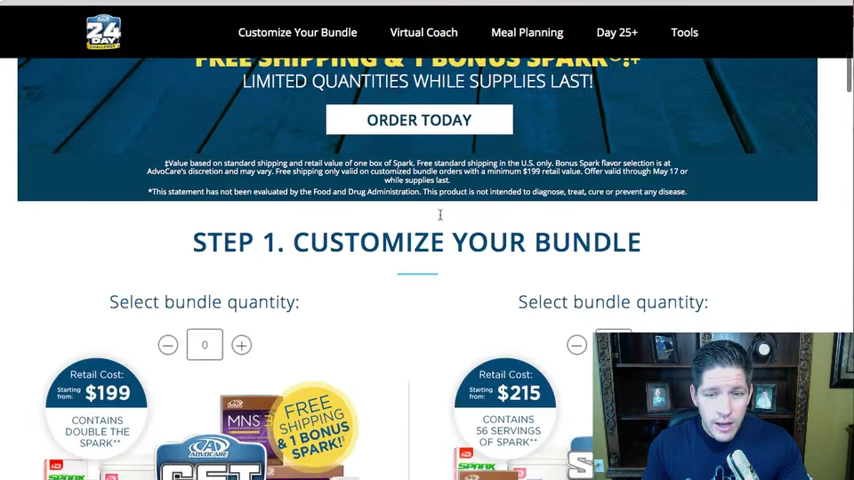 24
DAY
CHALLENGE
Customize Your Bundle
Virtual Coach
Meal Planning
Day 25+
Tools
FREE SHIPPING & 1 BONUS SPARK®!‡
LIMITED QUANTITIES WHILE SUPPLIES LAST!
ORDER TODAY
‡Value based on standard shipping and retail value of one box of Spark. Free standard shipping in the U.S. only. Bonus Spark flavor selection is at
AdvoCare's discretion and may vary. Free shipping only valid on customized bundle orders with a minimum $199 retail value. Offer valid through May 17 or
while supplies last.
*This statement has not been evaluated by the Food and Drug Administration. This product is not intended to diagnose, treat, cure or prevent any disease.
STEP 1. CUSTOMIZE YOUR BUNDLE
Select bundle quantity:
0
Retail Cost:
Starting
from: $199
CONTAINS
DOUBLE THE
SPARK**
FREE
SHIPPING
& 1 BONUS
SPARK!‡
MNS
SPARK
ADVOCARE
GET
Select bundle quantity:
Retail Cost:
Starting
from: $215
CONTAINS
56 SERVINGS
OF SPARK**
SPARK